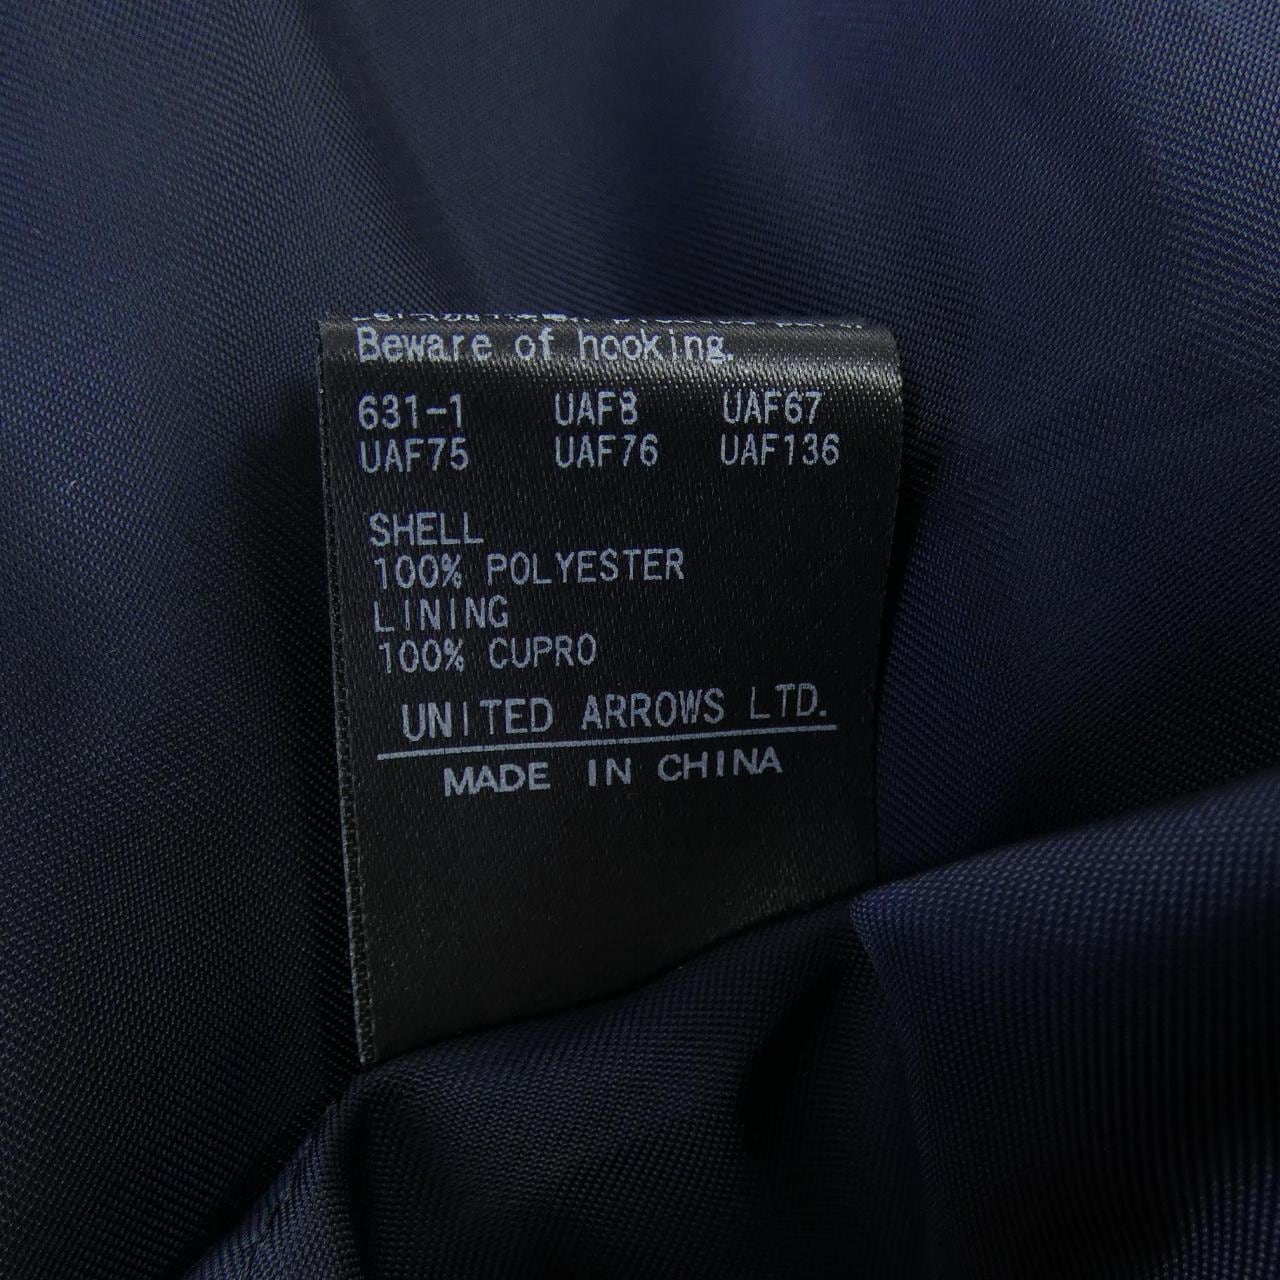 Beware of hooking.
631-1 UAF8 UAF67
UAF75 UAF76 UAF136
SHELL
100% POLYESTER
LINING
100% CUPRO
UNITED ARROWS LTD.
MADE IN CHINA